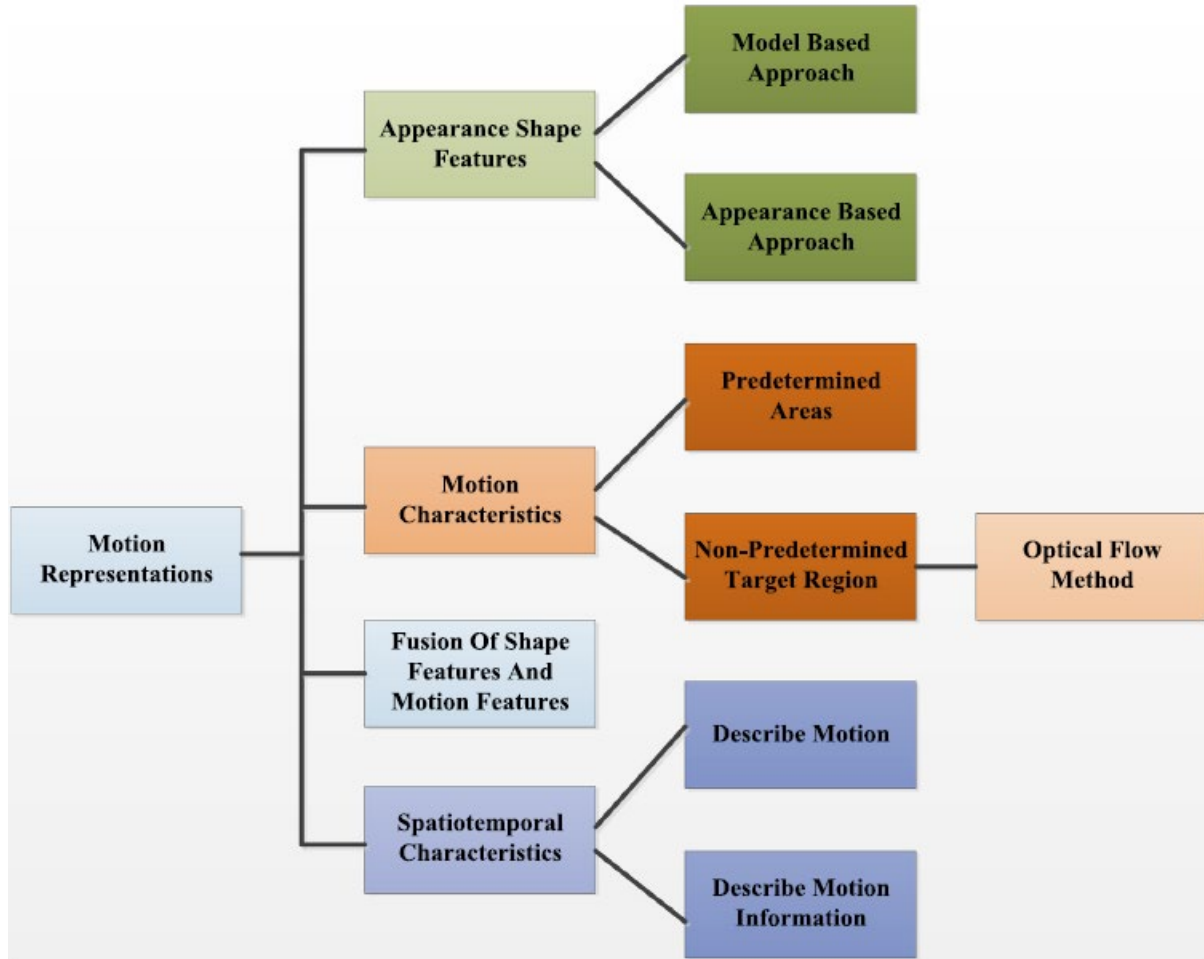 Model Based
Approach
Appearance Shape
Features
Appearance Based
Approach
Predetermined
Areas
Motion
Characteristics
Motion
Representations
Non-Predetermined
Target Region
Optical Flow
Method
Fusion Of Shape
Features And
Motion Features
Describe Motion
Spatiotemporal
Characteristics
Describe Motion
Information